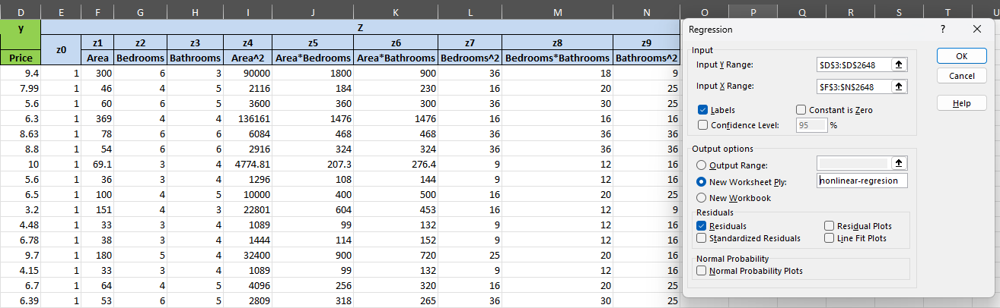 D E F G H I J K L M N O P Q R S T U
y Z
z0 z1 z2 z3 z4 z5 z6 z7 z8 z9
Price Area Bedrooms Bathrooms Area^2 Area*Bedrooms Area*Bathrooms Bedrooms^2 Bedrooms*Bathrooms Bathrooms^2
9.4 1 300 6 3 90000 1800 900 36 18 9
7.99 1 46 4 5 2116 184 230 16 20 25
5.6 1 60 6 5 3600 360 300 36 30 25
6.3 1 369 4 4 136161 1476 1476 16 16 16
8.63 1 78 6 6 6084 468 468 36 36 36
8.8 1 54 6 6 2916 324 324 36 36 36
10 1 69.1 3 4 4774.81 207.3 276.4 9 12 16
5.6 1 36 3 4 1296 108 144 9 12 16
6.5 1 100 4 5 10000 400 500 16 20 25
3.2 1 151 4 3 22801 604 453 16 12 9
4.48 1 33 3 4 1089 99 132 9 12 16
6.78 1 38 3 4 1444 114 152 9 12 16
9.7 1 180 5 4 32400 900 720 25 20 16
4.15 1 33 3 4 1089 99 132 9 12 16
6.7 1 64 4 5 4096 256 320 16 20 25
6.39 1 53 6 5 2809 318 265 36 30 25
Regression ?
Input
Input Y Range: $D$3:$D$2648
Input X Range: $F$3:$N$2648
Labels Constant is Zero
Confidence Level: 95 %
OK
Cancel
Help
Output options
Output Range:
New Worksheet Ply: nonlinear-regresion
New Workbook
Residuals
Residuals Residual Plots
Standardized Residuals Line Fit Plots
Normal Probability
Normal Probability Plots